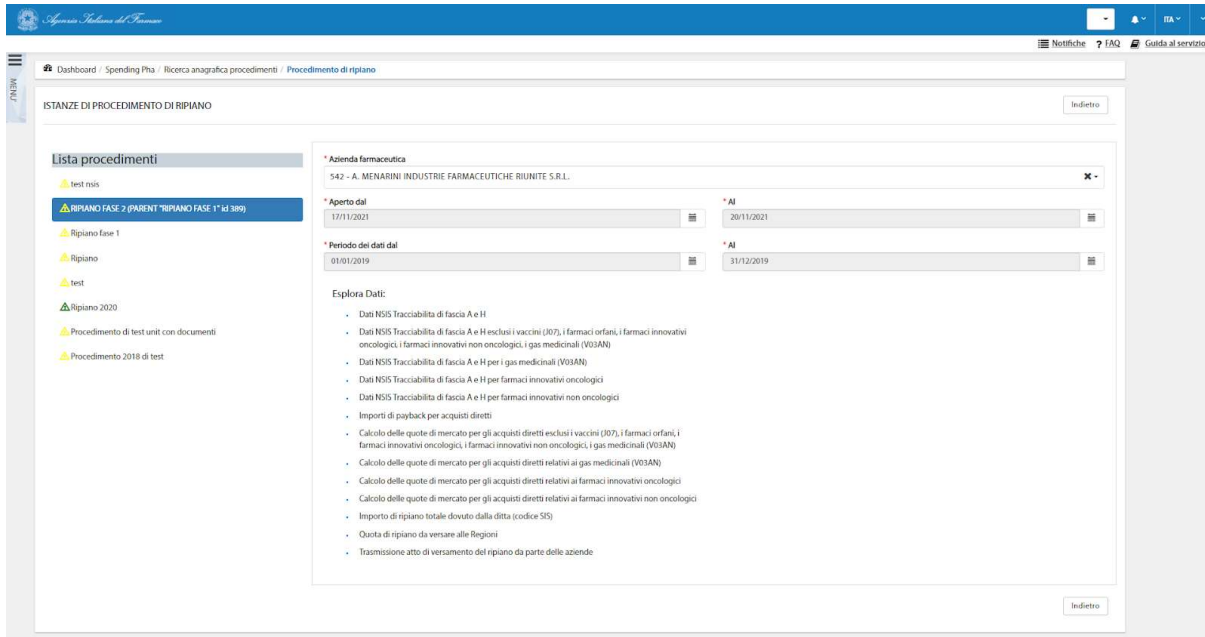 Agenzia Italiana del Farmaco
ITA
Notifiche ? FAQ Guida al servizio
MENU'
Dashboard / Spending Pha / Ricerca anagrafica procedimenti / Procedimento di ripiano
ISTANZE DI PROCEDIMENTO DI RIPIANO
Indietro
Lista procedimenti
test nsis
RIPIANO FASE 2 (PARENT "RIPIANO FASE 1" id 389)
Ripiano fase 1
Ripiano
test
Ripiano 2020
Procedimento di test unit con documenti
Procedimento 2018 di test
* Azienda farmaceutica
542 - A. MENARINI INDUSTRIE FARMACEUTICHE RIUNITE S.R.L.
* Aperto dal
* Al
17/11/2021
20/11/2021
* Periodo dei dati dal
* Al
01/01/2019
31/12/2019
Esplora Dati:
Dati NSIS Tracciabilita di fascia A e H
Dati NSIS Tracciabilita di fascia A e H esclusi i vaccini (J07), i farmaci orfani, i farmaci innovativi
oncologici, i farmaci innovativi non oncologici, i gas medicinali (V03AN)
Dati NSIS Tracciabilita di fascia A e H per i gas medicinali (V03AN)
Dati NSIS Tracciabilita di fascia A e H per farmaci innovativi oncologici
Dati NSIS Tracciabilita di fascia A e H per farmaci innovativi non oncologici
Importi di payback per acquisti diretti
Calcolo delle quote di mercato per gli acquisti diretti esclusi i vaccini (J07), i farmaci orfani, i
farmaci innovativi oncologici, i farmaci innovativi non oncologici, i gas medicinali (V03AN)
Calcolo delle quote di mercato per gli acquisti diretti relativi ai gas medicinali (V03AN)
Calcolo delle quote di mercato per gli acquisti diretti relativi ai farmaci innovativi oncologici
Calcolo delle quote di mercato per gli acquisti diretti relativi ai farmaci innovativi non oncologici
Importo di ripiano totale dovuto dalla ditta (codice SIS)
Quota di ripiano da versare alle Regioni
Trasmissione atto di versamento del ripiano da parte delle aziende
Indietro